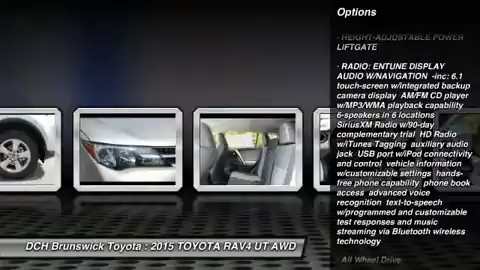 Options
- HEIGHT-ADJUSTABLE POWER
LIFTGATE
- RADIO: ENTUNE DISPLAY
AUDIO W/NAVIGATION -inc: 6.1
touch-screen w/integrated backup
camera display AM/FM CD player
w/MP3/WMA playback capability
6-speakers in 6 locations
SiriusXM Radio w/90-day
complementary trial HD Radio
w/iTunes Tagging auxiliary audio
jack USB port w/iPod connectivity
and control vehicle information
w/customizable settings hands-
free phone capability phone book
access advanced voice
recognition text-to-speech
w/programmed and customizable
test responses and music
streaming via Bluetooth wireless
technology
- All Wheel Drive
DCH Brunswick Toyota : 2015 TOYOTA RAV4 UT AWD